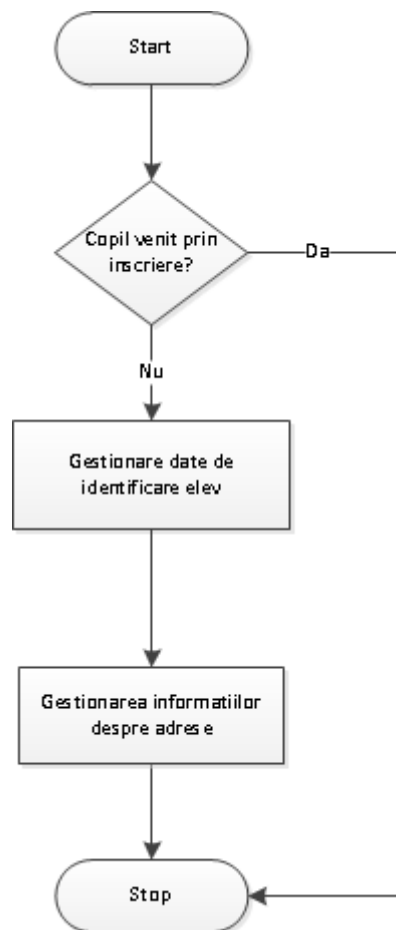 Start
Copil venit prin
inscriere?
Da
Nu
Gestionare date de
identificare elev
Gestionarea informatiilor
despre adrese
Stop